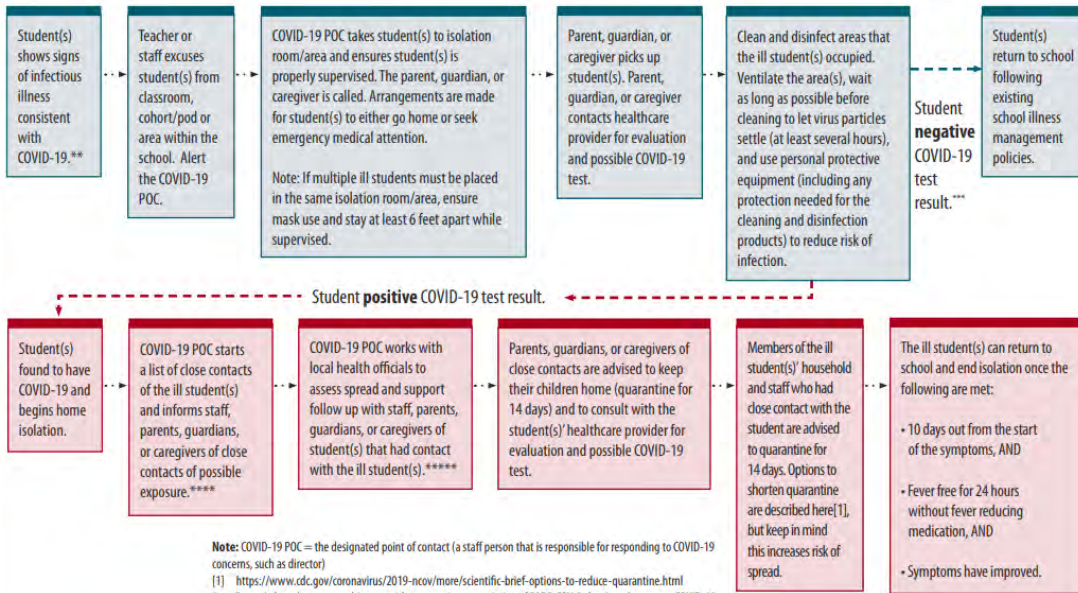 Student(s)
shows signs
of infectious
illness
consistent
with
COVID-19.**
Teacher or
staff excuses
student(s) from
classroom,
cohort/pod or
area within the
school. Alert
the COVID-19
POC.
COVID-19 POC takes student(s) to isolation
room/area and ensures student(s) is
properly supervised. The parent, guardian, or
caregiver is called. Arrangements are made
for student(s) to either go home or seek
emergency medical attention.
Note: If multiple ill students must be placed
in the same isolation room/area, ensure
mask use and stay at least 6 feet apart while
supervised.
Parent, guardian, or
caregiver picks up
student(s). Parent,
guardian, or caregiver
contacts healthcare
provider for evaluation
and possible COVID-19
test.
Clean and disinfect areas that
the ill student(s) occupied.
Ventilate the area(s), wait
as long as possible before
cleaning to let virus particles
settle (at least several hours),
and use personal protective
equipment (including any
protection needed for the
cleaning and disinfection
products) to reduce risk of
infection.
Student
negative
COVID-19
test
result.***
Student(s)
return to school
following
existing
school illness
management
policies.
Student positive COVID-19 test result.
Student(s)
found to have
COVID-19 and
begins home
isolation.
COVID-19 POC starts
a list of close contacts
of the ill student(s)
and informs staff,
parents, guardians,
or caregivers of close
contacts of possible
exposure.****
COVID-19 POC works with
local health officials to
assess spread and support
follow up with staff, parents,
guardians, or caregivers of
student(s) that had contact
with the ill student(s).*****
Parents, guardians, or caregivers of
close contacts are advised to keep
their children home (quarantine for
14 days) and to consult with the
student(s)' healthcare provider for
evaluation and possible COVID-19
test.
Members of the ill
student(s)' household
and staff who had
close contact with the
student are advised
to quarantine for
14 days. Options to
shorten quarantine
are described here[1],
but keep in mind
this increases risk of
spread.
The ill student(s) can return to
school and end isolation once the
following are met:
• 10 days out from the start
of the symptoms, AND
• Fever free for 24 hours
without fever reducing
medication, AND
• Symptoms have improved.
Note: COVID-19 POC = the designated point of contact (a staff person that is responsible for responding to COVID-19
concerns, such as director)
[1] https://www.cdc.gov/coronavirus/2019-ncov/more/scientific-brief-options-to-reduce-quarantine.html